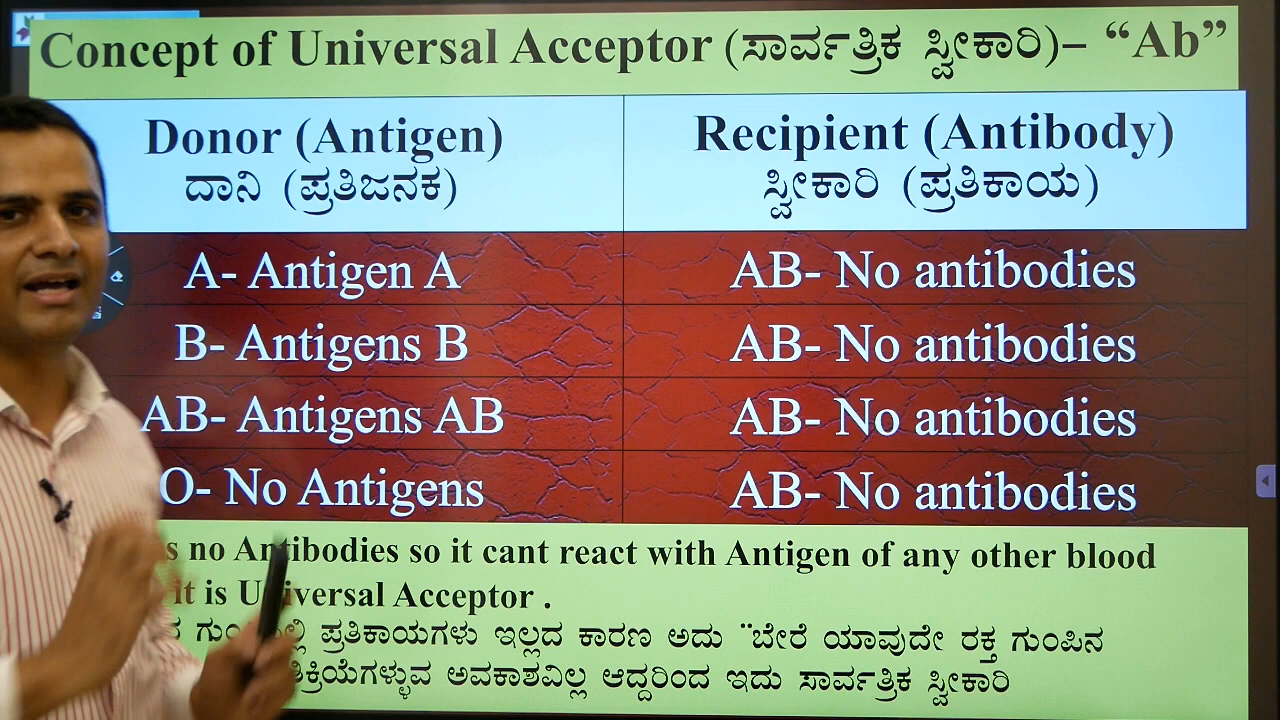 Concept of Universal Acceptor (ಸಾರ್ವತ್ರಿಕ ಸ್ವೀಕಾರಿ)– “Ab”
Donor (Antigen)
ದಾನಿ (ಪ್ರತಿಜನಕ)
Recipient (Antibody)
ಸ್ವೀಕಾರಿ (ಪ್ರತಿಕಾಯ)
A- Antigen A
AB- No antibodies
B- Antigens B
AB- No antibodies
AB- Antigens AB
AB- No antibodies
O- No Antigens
AB- No antibodies
no Antibodies so it cant react with Antigen of any other blood
it is Universal Acceptor .
ಪ್ರತಿಕಾಯಗಳು ಇಲ್ಲದ ಕಾರಣ ಅದು ¨ಬೇರೆ ಯಾವುದೇ ರಕ್ತ ಗುಂಪಿನ
ಅವಕಾಶವಿಲ್ಲ ಆದ್ದರಿಂದ ಇದು ಸಾರ್ವತ್ರಿಕ ಸ್ವೀಕಾರಿ